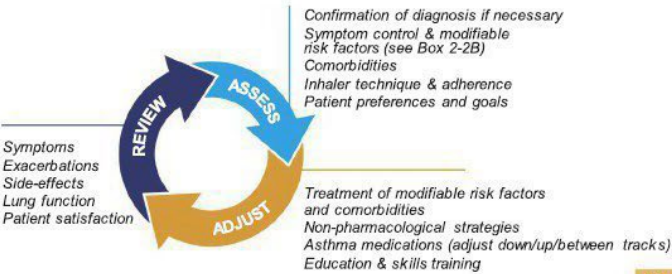 Confirmation of diagnosis if necessary
Symptom control & modifiable
risk factors (see Box 2-2B)
Comorbidities
Inhaler technique & adherence
Patient preferences and goals
ASSESS
REVIEW
Symptoms
Exacerbations
Side-effects
Lung function
Patient satisfaction
ADJUST
Treatment of modifiable risk factors
and comorbidities
Non-pharmacological strategies
Asthma medications (adjust down/up/between tracks)
Education & skills training